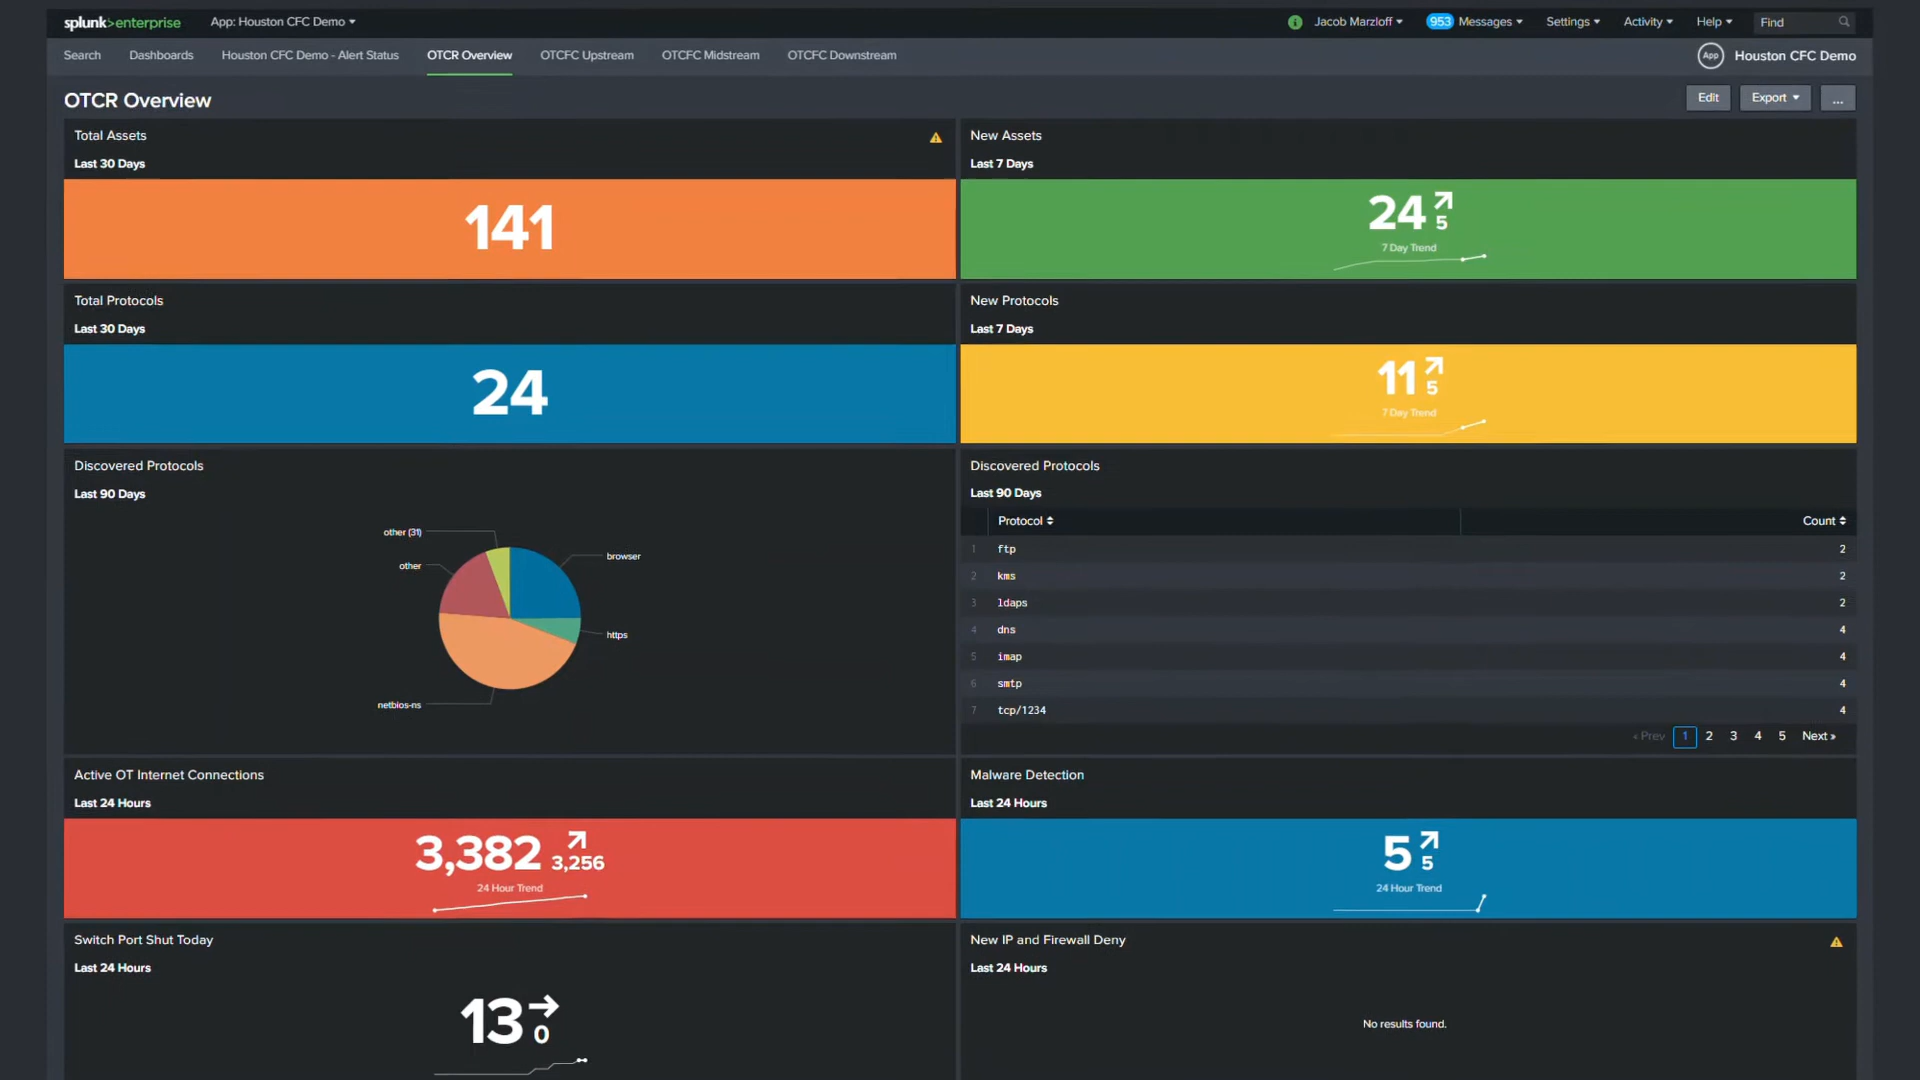 splunk>enterprise App: Houston CFC Demo
i Jacob Marzloff 953 Messages Settings Activity Help Find
Search Dashboards Houston CFC Demo - Alert Status OTCR Overview OTCFC Upstream OTCFC Midstream OTCFC Downstream
App Houston CFC Demo
OTCR Overview
Edit Export ...
Total Assets
Last 30 Days
141
New Assets
Last 7 Days
24 5
7 Day Trend
Total Protocols
Last 30 Days
24
New Protocols
Last 7 Days
11 5
7 Day Trend
Discovered Protocols
Last 90 Days
other (31)
browser
other
https
netbios-ns
Discovered Protocols
Last 90 Days
Protocol Count
1 ftp 2
2 kms 2
3 ldaps 2
4 dns 4
5 imap 4
6 smtp 4
7 tcp/1234 4
« Prev 1 2 3 4 5 Next »
Active OT Internet Connections
Last 24 Hours
3,382 3,256
24 Hour Trend
Malware Detection
Last 24 Hours
5 5
24 Hour Trend
Switch Port Shut Today
Last 24 Hours
13 0
New IP and Firewall Deny
Last 24 Hours
No results found.